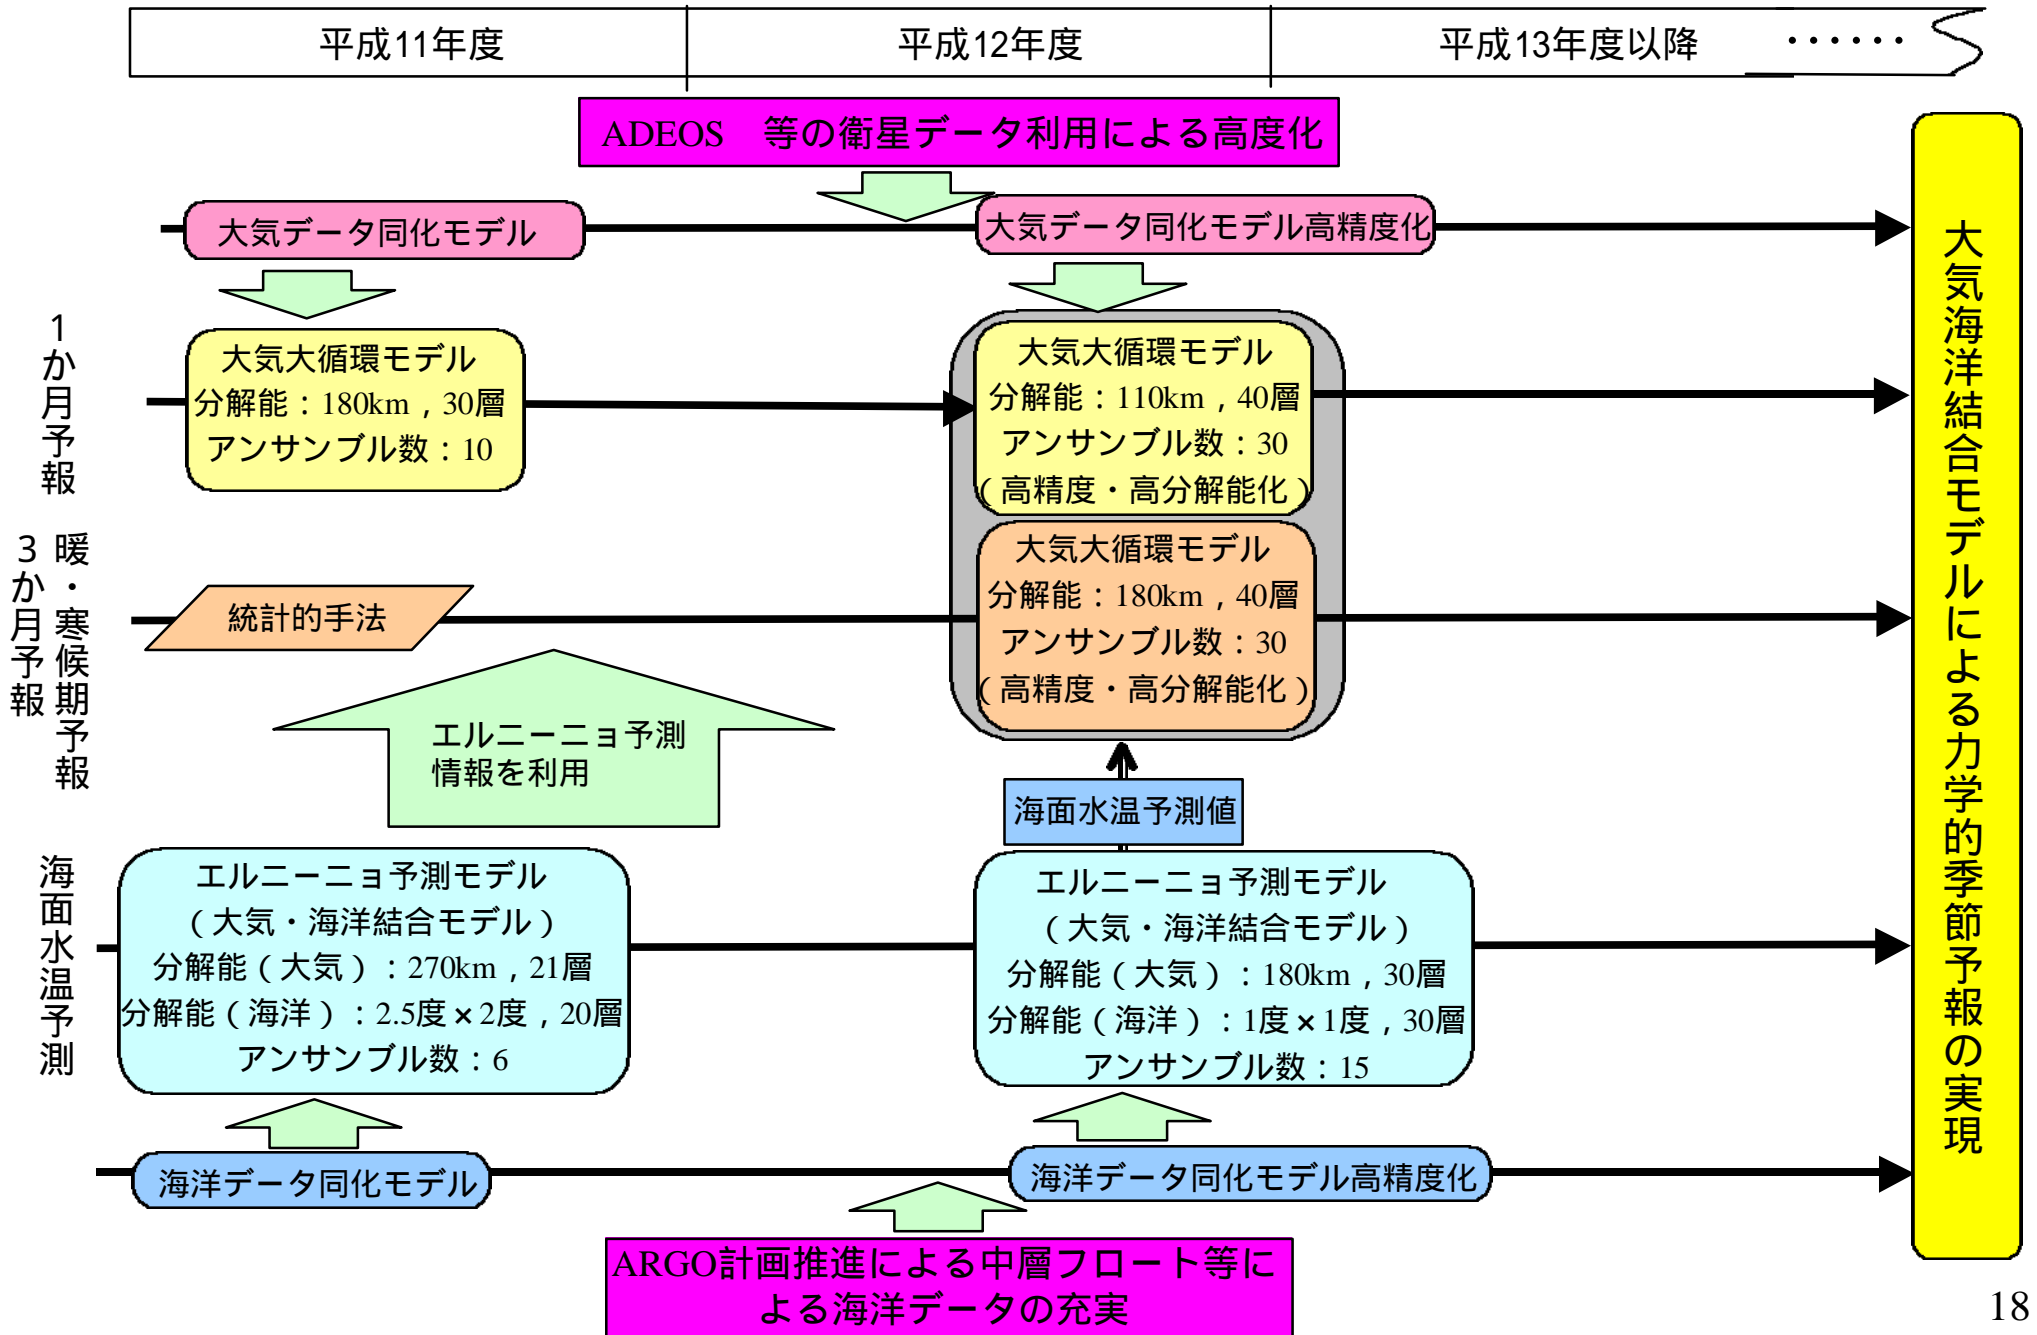 平成11年度
平成12年度
平成13年度以降
・・・・・・
ADEOS　等の衛星データ利用による高度化
大気データ同化モデル
大気データ同化モデル高精度化
1か月予報
大気大循環モデル
分解能：180km，30層
アンサンブル数：10
大気大循環モデル
分解能：110km，40層
アンサンブル数：30
（高精度・高分解能化）
暖・寒候期予報
3か月予報
統計的手法
大気大循環モデル
分解能：180km，40層
アンサンブル数：30
（高精度・高分解能化）
エルニーニョ予測
情報を利用
海面水温予測値
海面水温予測
エルニーニョ予測モデル
（大気・海洋結合モデル）
分解能（大気）：270km，21層
分解能（海洋）：2.5度×2度，20層
アンサンブル数：6
エルニーニョ予測モデル
（大気・海洋結合モデル）
分解能（大気）：180km，30層
分解能（海洋）：1度×1度，30層
アンサンブル数：15
海洋データ同化モデル
海洋データ同化モデル高精度化
ARGO計画推進による中層フロート等に
よる海洋データの充実
大気海洋結合モデルによる力学的季節予報の実現
18